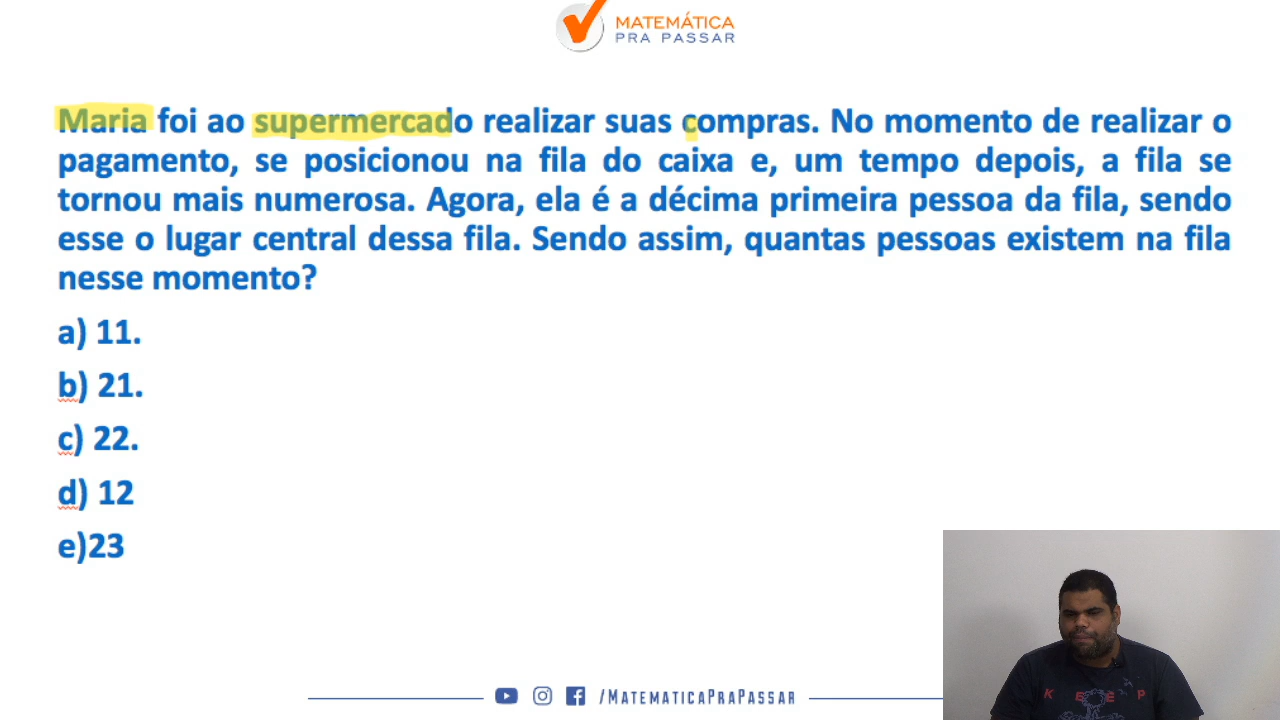 MATEMÁTICA
PRA PASSAR
Maria foi ao supermercado realizar suas compras. No momento de realizar o
pagamento, se posicionou na fila do caixa e, um tempo depois, a fila se
tornou mais numerosa. Agora, ela é a décima primeira pessoa da fila, sendo
esse o lugar central dessa fila. Sendo assim, quantas pessoas existem na fila
nesse momento?
a) 11.
b) 21.
c) 22.
d) 12
e)23
K E E P
/MATEMATICAPRAPASSAR